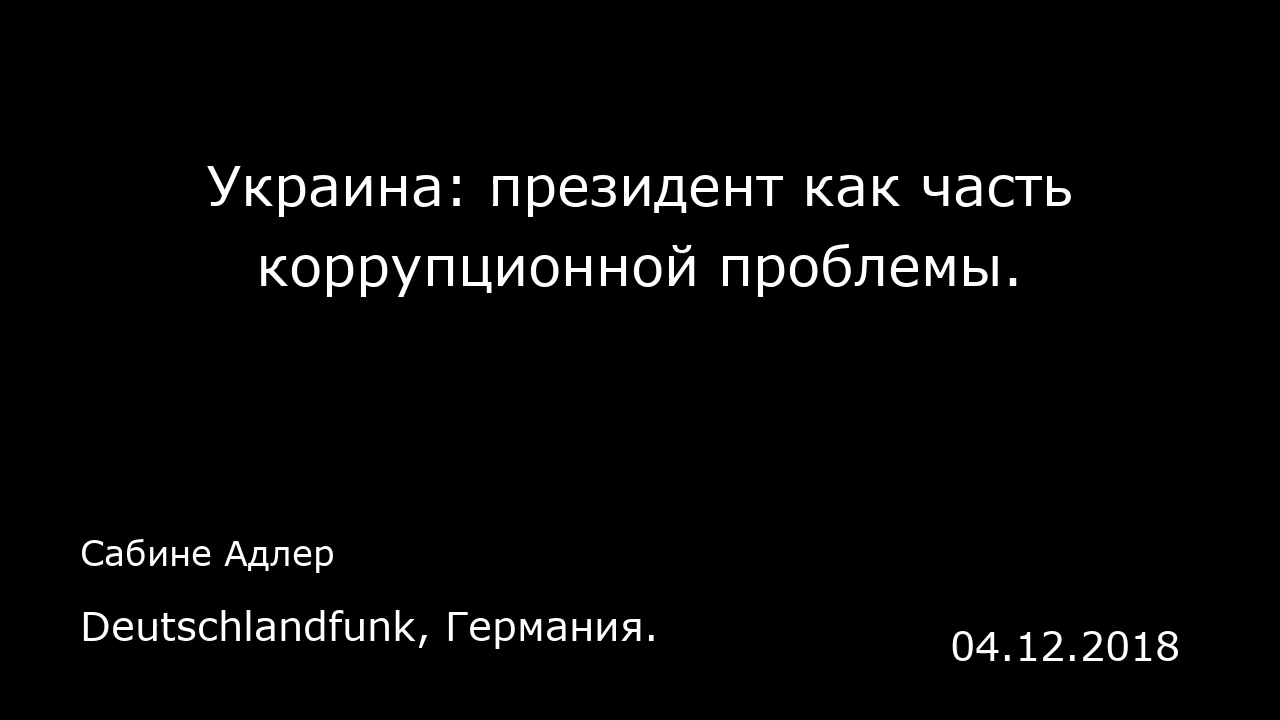 Украина: президент как часть
коррупционной проблемы.
Сабине Адлер
Deutschlandfunk, Германия.
04.12.2018